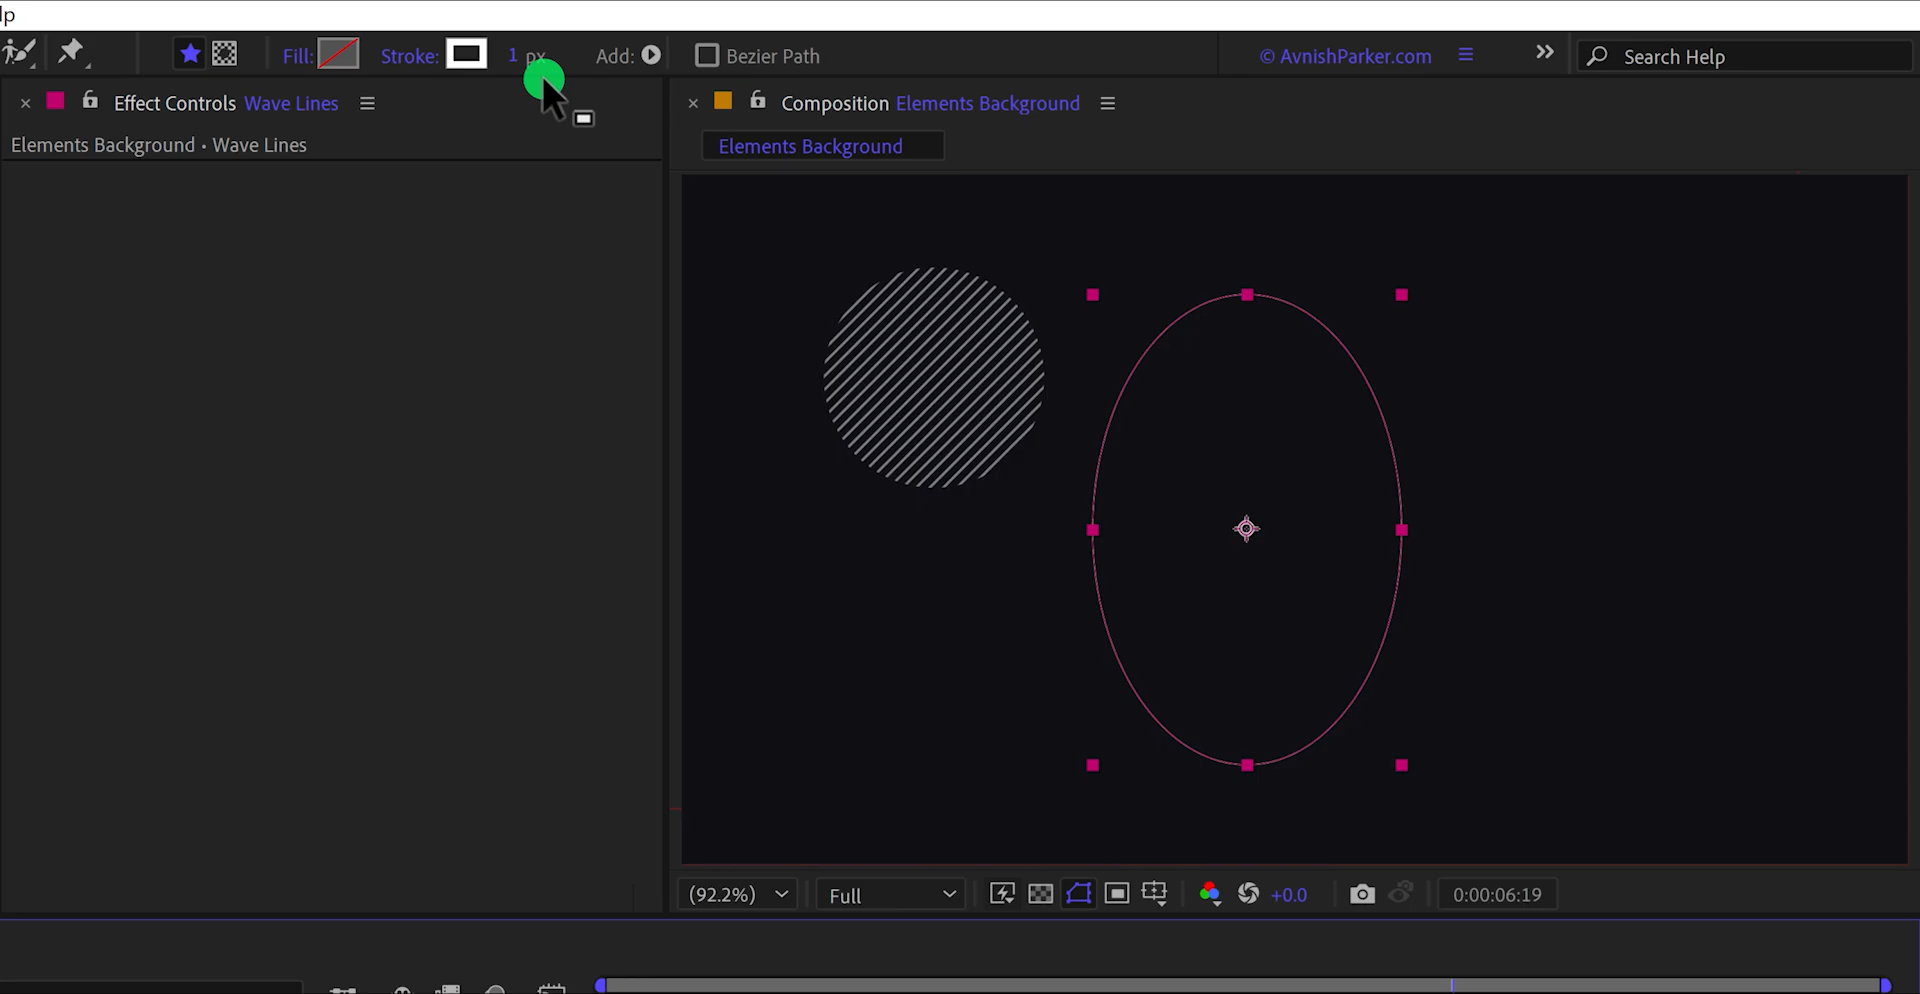 lp
Fill: Stroke: 1 px Add: Bezier Path © AvnishParker.com Search Help
Effect Controls Wave Lines
Composition Elements Background
Elements Background • Wave Lines
Elements Background
(92.2%) Full +0.0 0:00:06:19